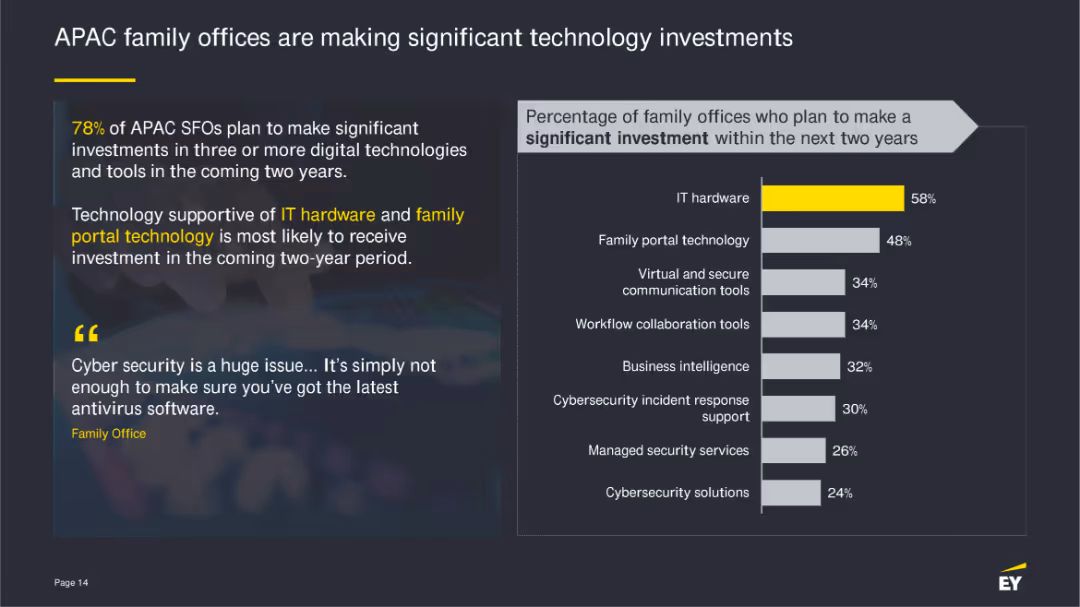 APAC family offices are making significant technology investments
78% of APAC SFOs plan to make significant
investments in three or more digital technologies
and tools in the coming two years.
Technology supportive of IT hardware and family
portal technology is most likely to receive
investment in the coming two-year period.
“
Cyber security is a huge issue... It’s simply not
enough to make sure you’ve got the latest
antivirus software.
Family Office
Percentage of family offices who plan to make a
significant investment within the next two years
IT hardware 58%
Family portal technology 48%
Virtual and secure
communication tools 34%
Workflow collaboration tools 34%
Business intelligence 32%
Cybersecurity incident response
support 30%
Managed security services 26%
Cybersecurity solutions 24%
Page 14
EY